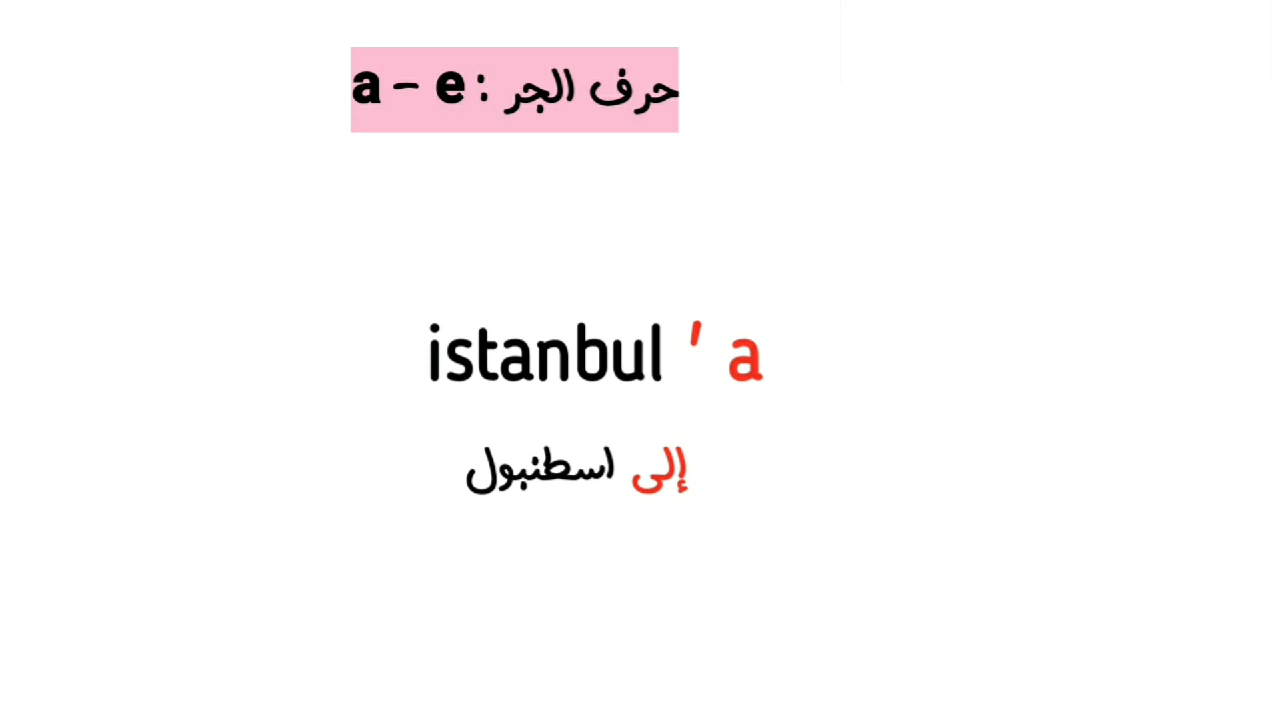 حرف الجر : a – e
istanbul ' a
إلى اسطنبول